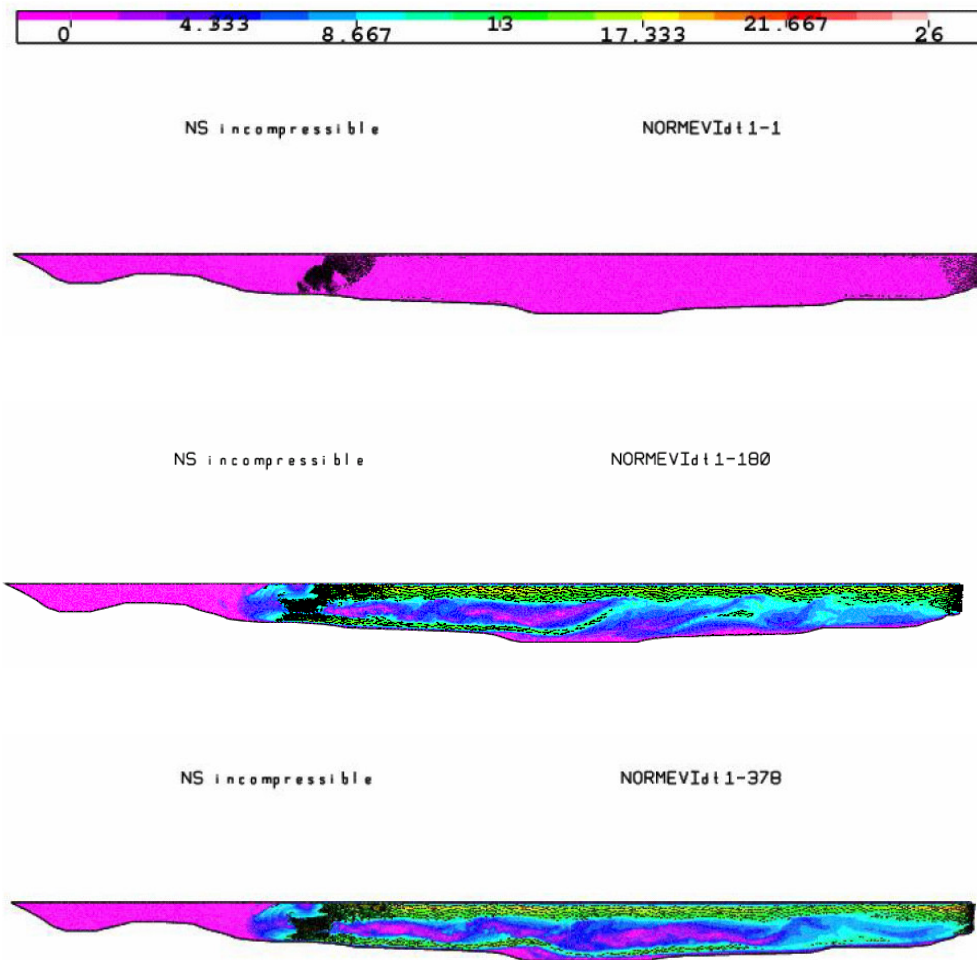 0 4.333 8.667 13 17.333 21.667 26
NS incompressible NORMEVIdt1-1
NS incompressible NORMEVIdt1-180
NS incompressible NORMEVIdt1-378